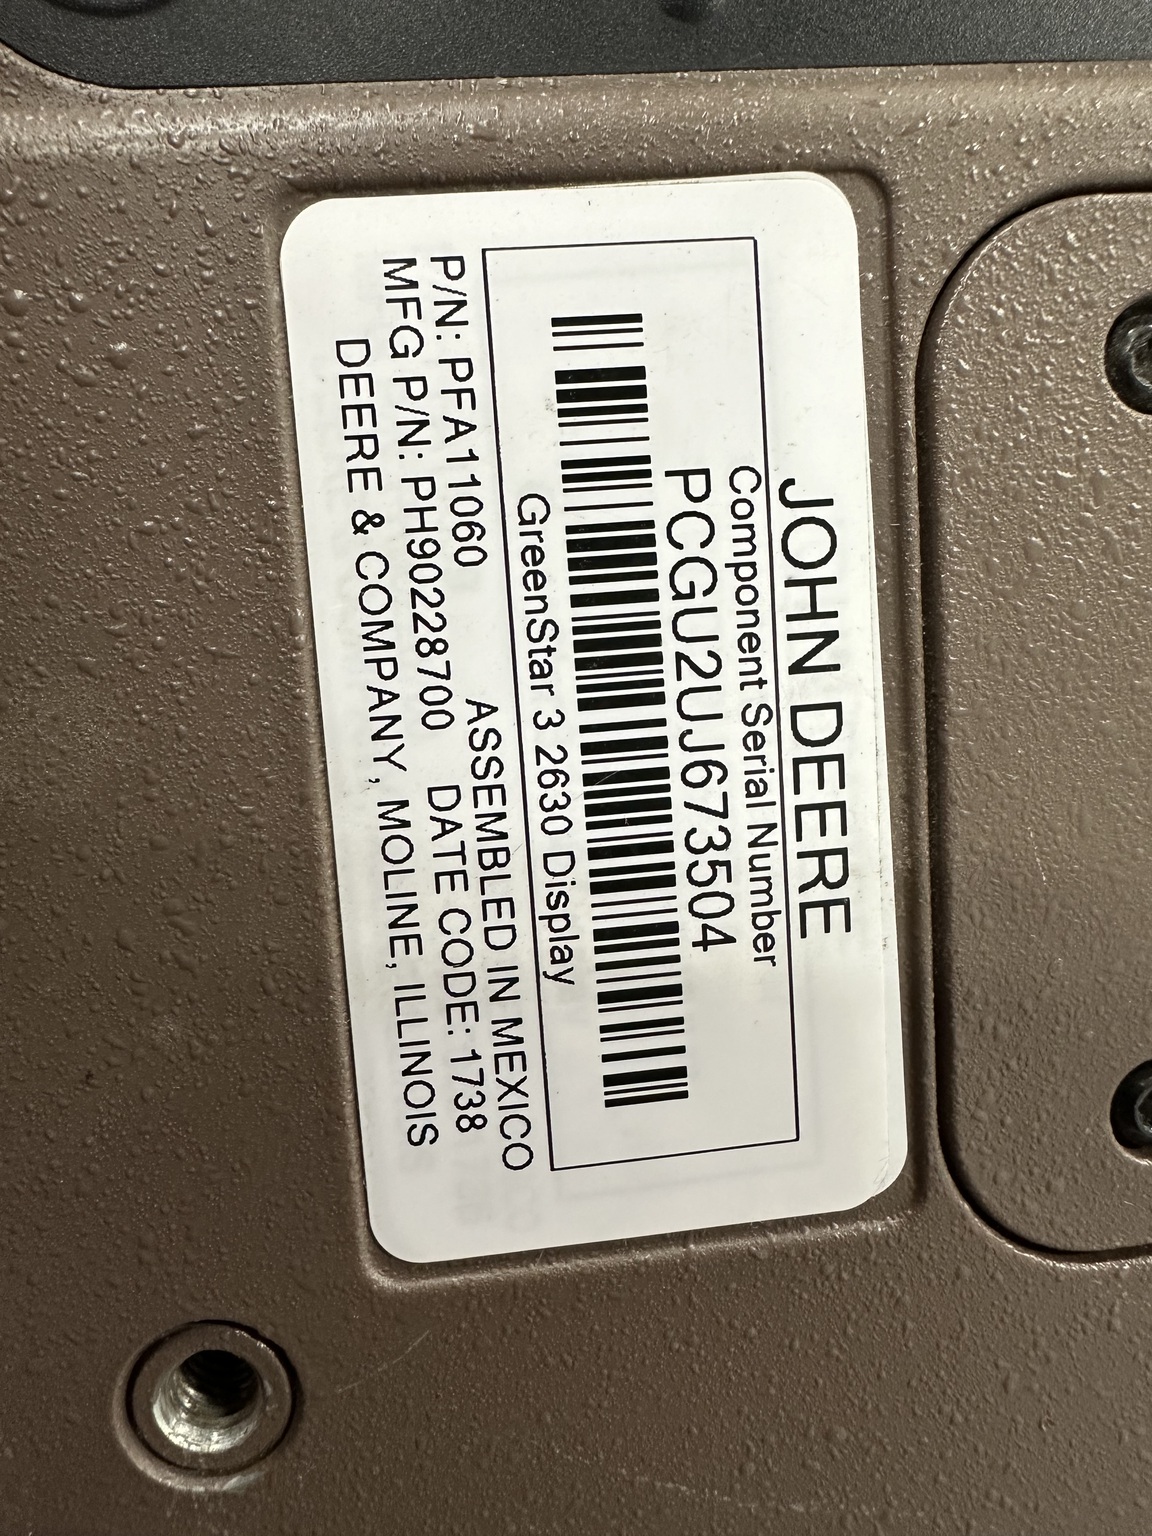 JOHN DEERE
Component Serial Number
PCGU2UJ673504
GreenStar 3 2630 Display
P/N: PFA11060 ASSEMBLED IN MEXICO
MFG P/N: PH90228700 DATE CODE: 1738
DEERE & COMPANY, MOLINE, ILLINOIS